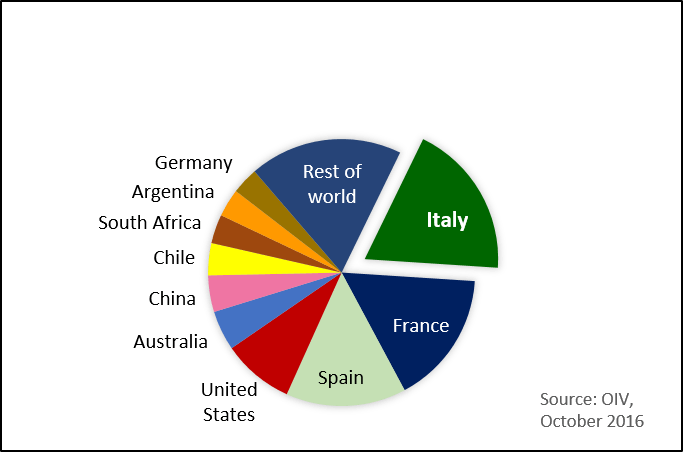 Germany
Rest of
world
Argentina
Italy
South Africa
Chile
China
France
Australia
Spain
United
States
Source: OIV,
October 2016